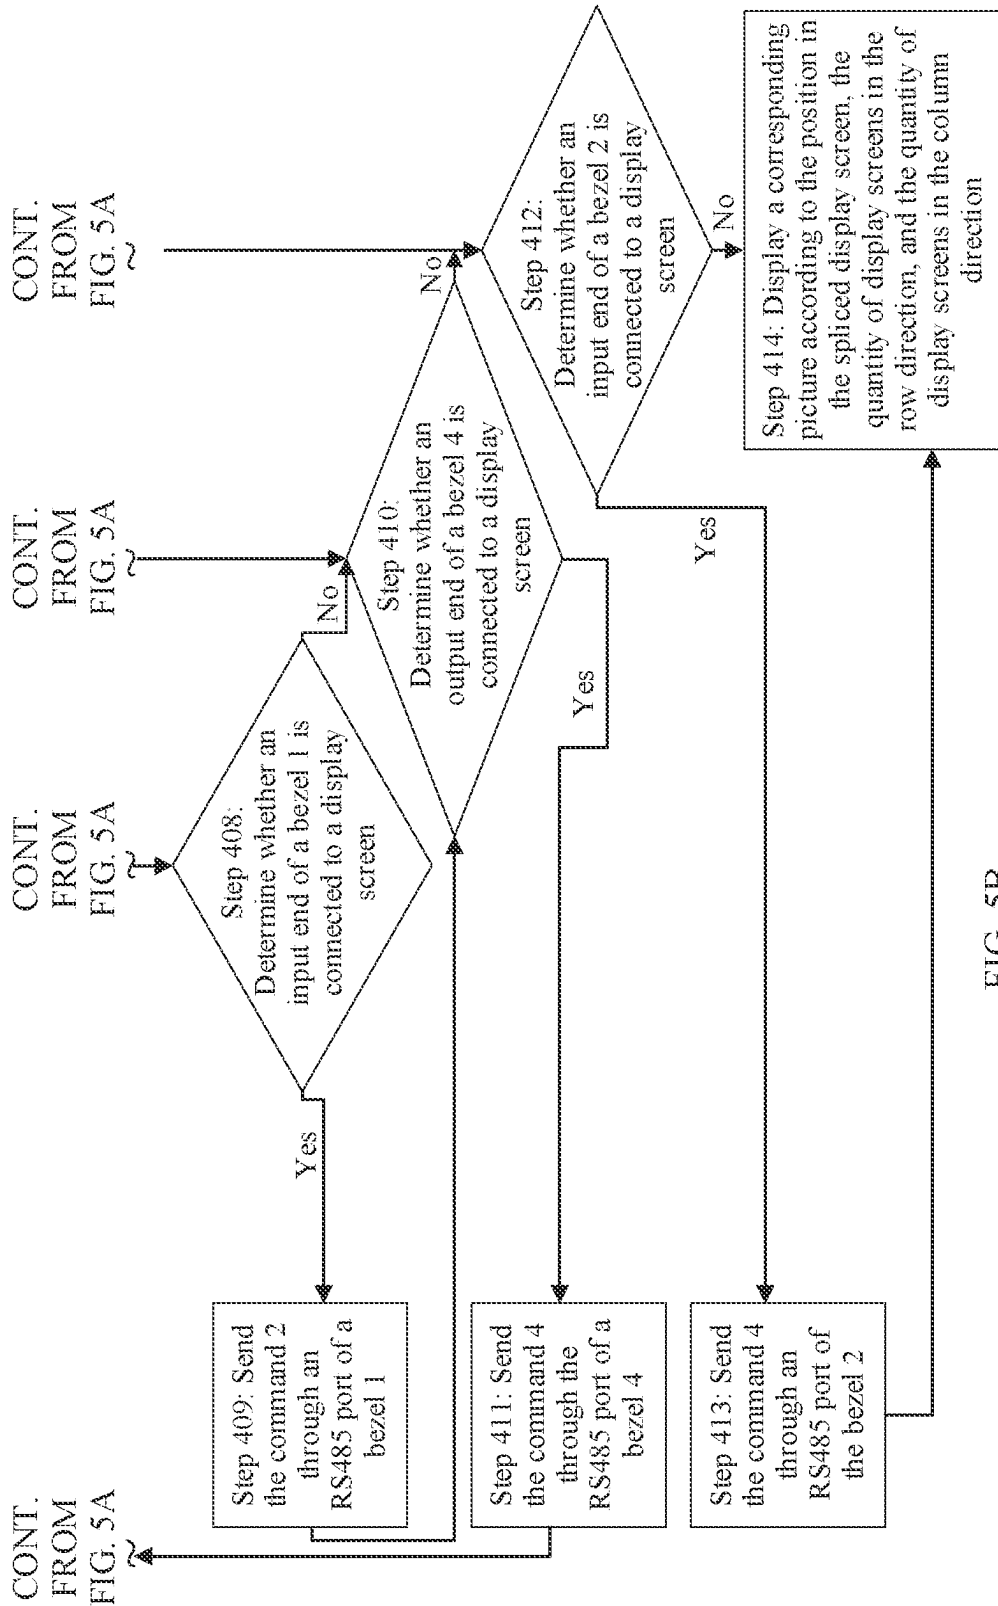 CONT.
FROM
FIG. 5A
CONT.
FROM
FIG. 5A
CONT.
FROM
FIG. 5A
CONT.
FROM
FIG. 5A
Step 408:
Determine whether an
input end of a bezel 1 is
connected to a display
screen
Yes
No
Step 409: Send
the command 2
through an
RS485 port of a
bezel 1
Step 410:
Determine whether an
output end of a bezel 4 is
connected to a display
screen
Yes
No
Step 411: Send
the command 4
through the
RS485 port of a
bezel 4
Step 412:
Determine whether an
input end of a bezel 2 is
connected to a display
screen
Yes
No
Step 413: Send
the command 4
through an
RS485 port of
the bezel 2
Step 414: Display a corresponding
picture according to the position in
the spliced display screen, the
quantity of display screens in the
row direction, and the quantity of
display screens in the column
direction
FIG. 5B